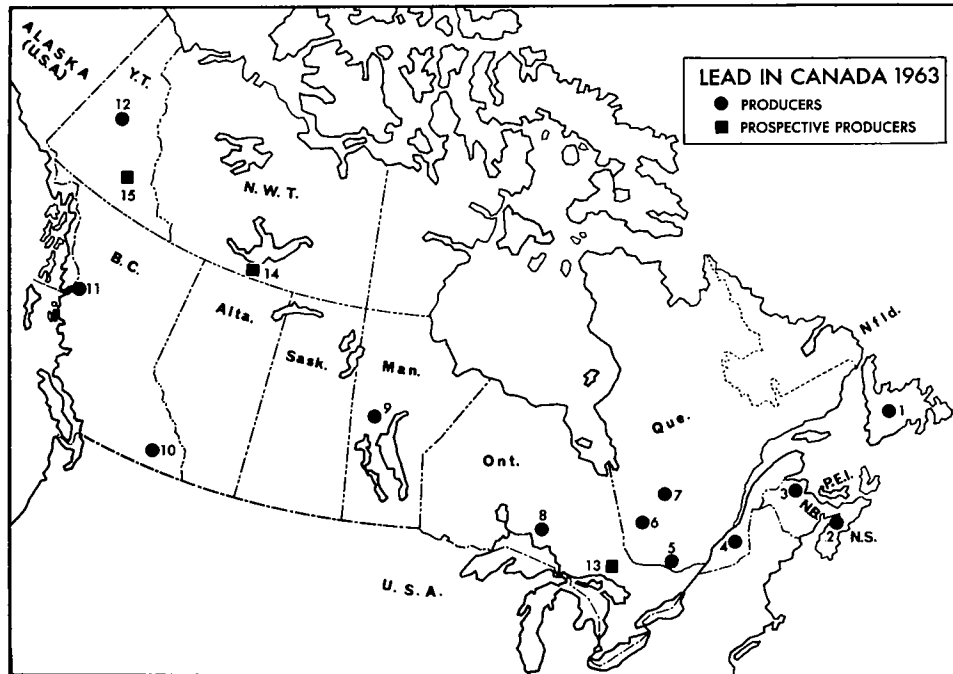 ALASKA
(U.S.A.)
Y.T.
12
15
N.W.T.
LEAD IN CANADA 1963
PRODUCERS
PROSPECTIVE PRODUCERS
B.C.
11
14
Alta.
Sask.
Man.
9
10
Nfld.
1
Que.
Ont.
7
6
8
5
4
13
3
P.E.I.
N.B.
2
N.S.
U.S.A.